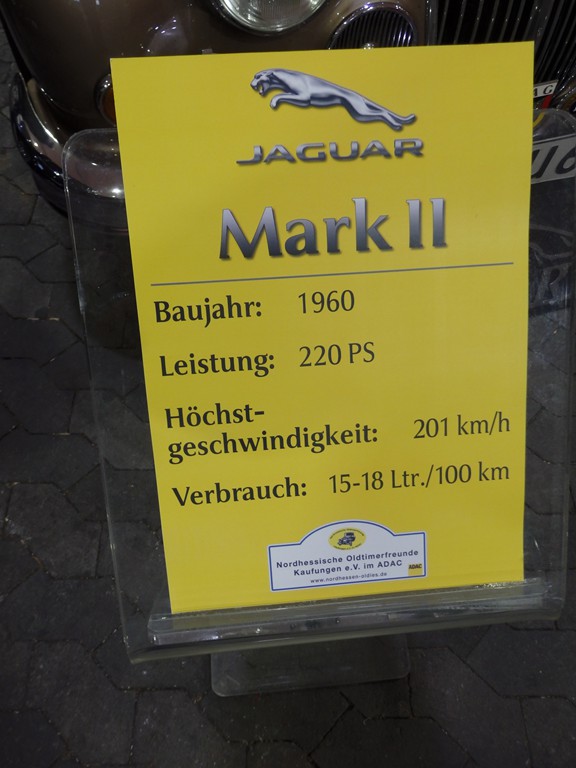 JAGUAR
Mark II
Baujahr: 1960
Leistung: 220 PS
Höchst-
geschwindigkeit: 201 km/h
Verbrauch: 15-18 Ltr./100 km
Nordhessische Oldtimerfreunde
Kaufungen e.V. im ADAC
ADAC
www.nordhessen-oldies.de